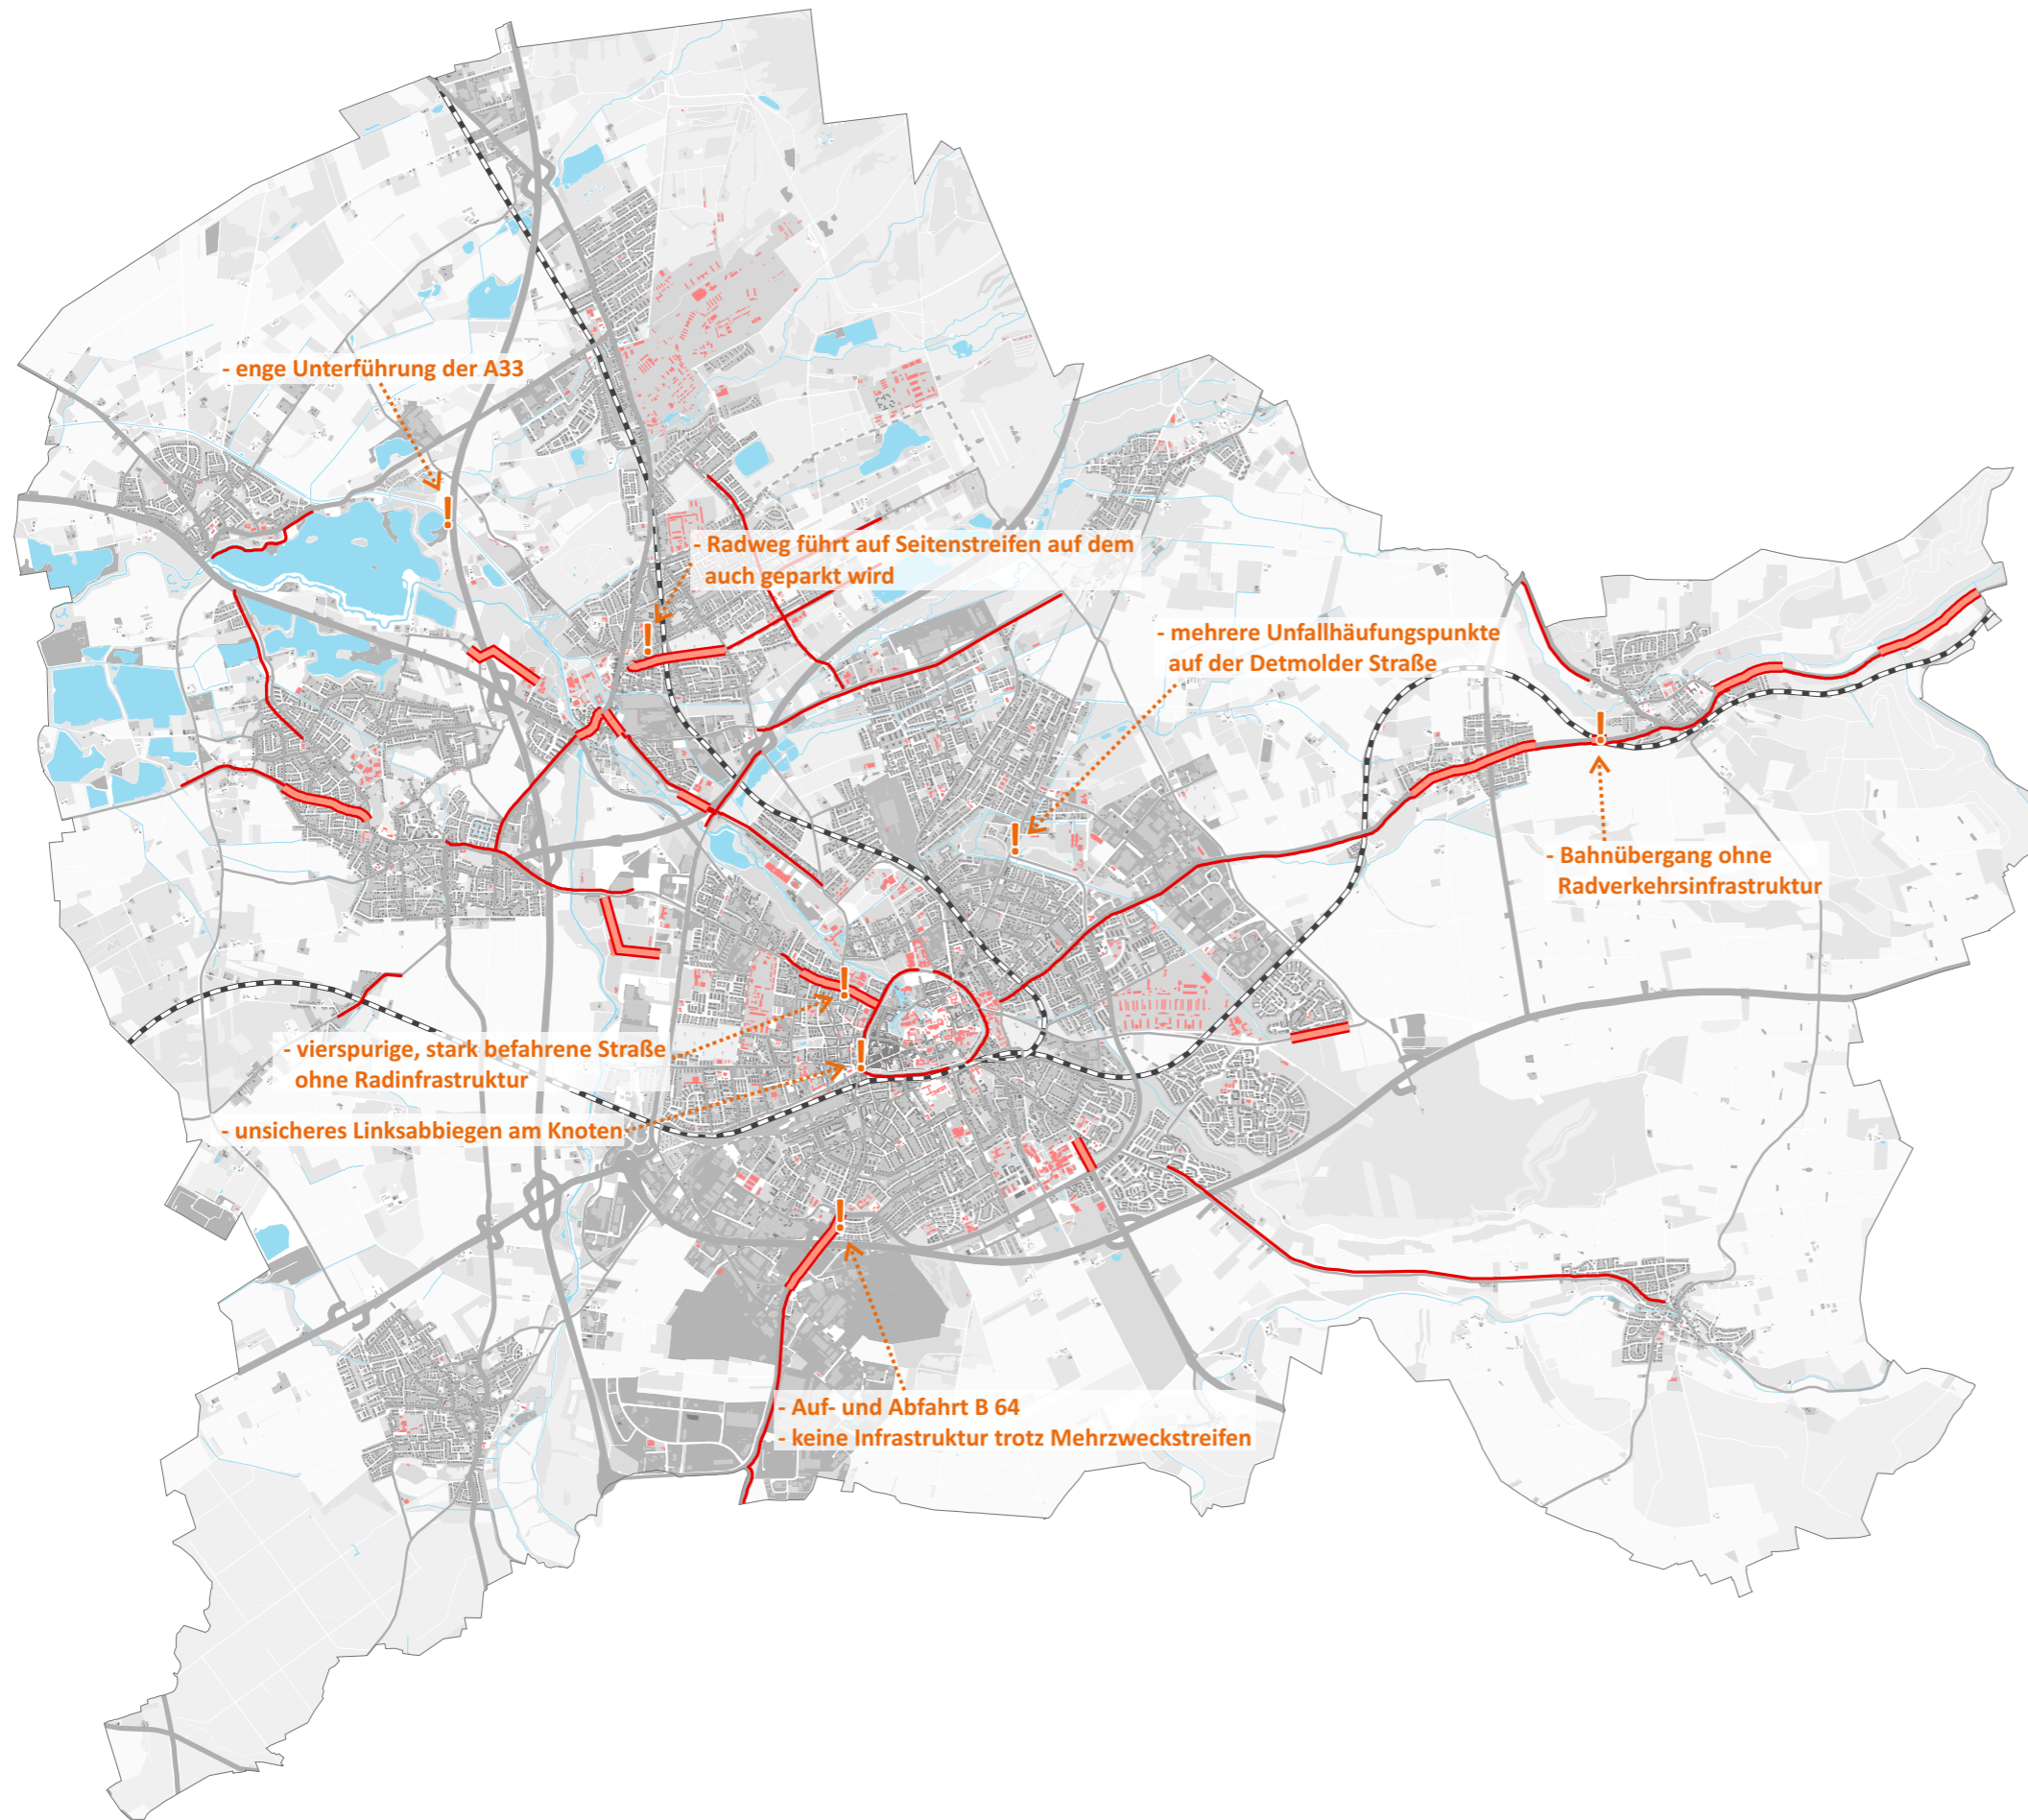 - enge Unterführung der A33
- Radweg führt auf Seitenstreifen auf dem
auch geparkt wird
- mehrere Unfallhäufungspunkte
auf der Detmolder Straße
- Bahnübergang ohne
Radverkehrsinfrastruktur
- vierspurige, stark befahrene Straße
ohne Radinfrastruktur
- unsicheres Linksabbiegen am Knoten
- Auf- und Abfahrt B 64
- keine Infrastruktur trotz Mehrzweckstreifen